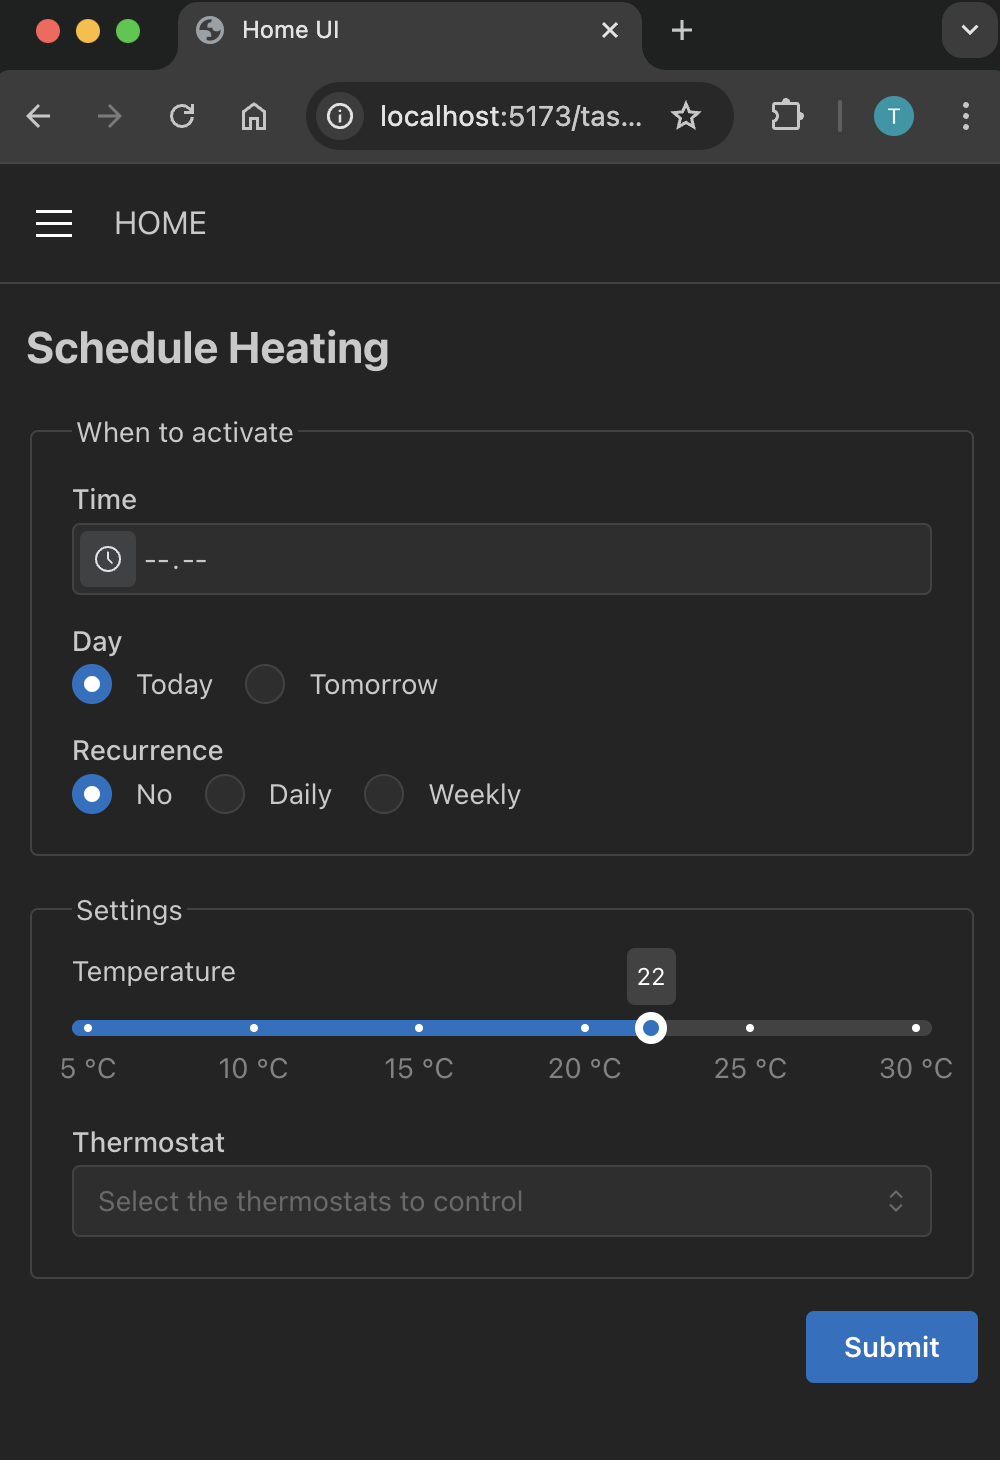 Home UI
localhost:5173/tas...
T
HOME
Schedule Heating
When to activate
Time
--.--
Day
Today Tomorrow
Recurrence
No Daily Weekly
Settings
Temperature
22
5 °C 10 °C 15 °C 20 °C 25 °C 30 °C
Thermostat
Select the thermostats to control
Submit